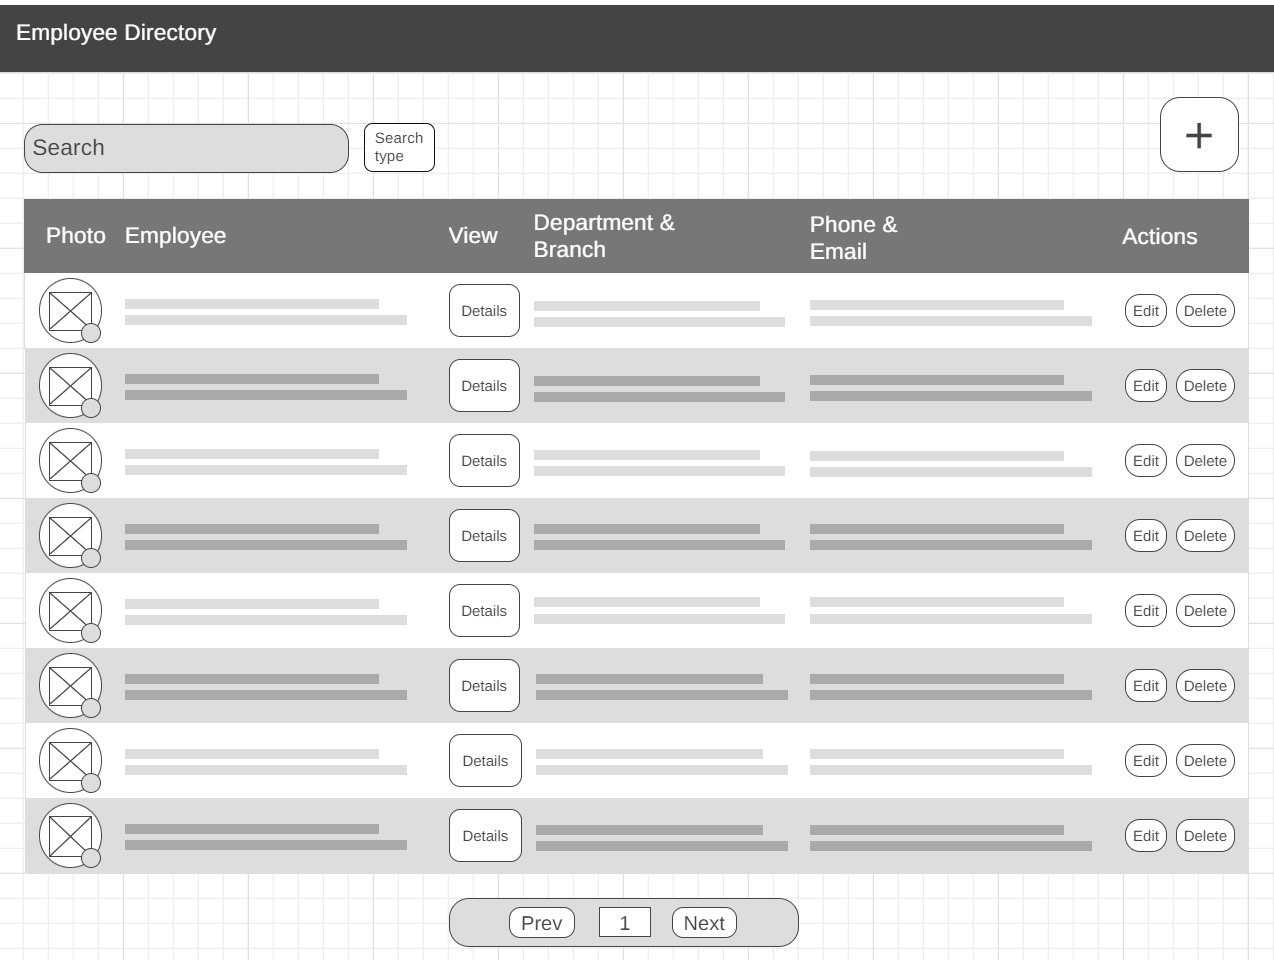 Employee Directory
Search
Search
type
+
Photo Employee View Department &
Branch Phone &
Email Actions
Details Edit Delete
Details Edit Delete
Details Edit Delete
Details Edit Delete
Details Edit Delete
Details Edit Delete
Details Edit Delete
Details Edit Delete
Prev 1 Next